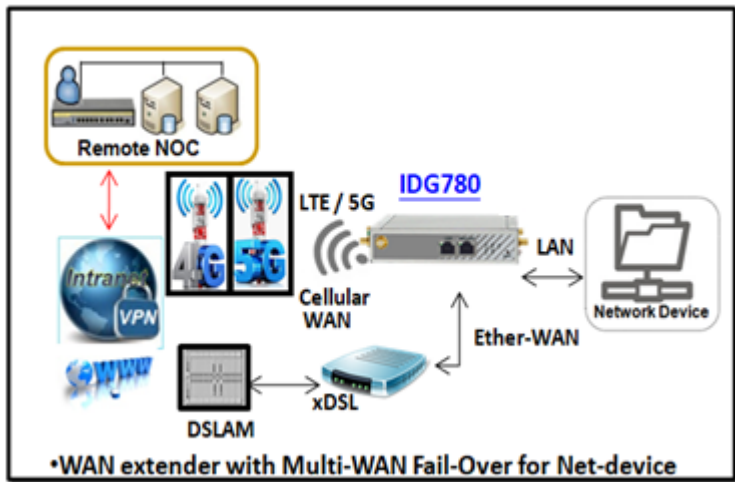 Remote NOC
IDG780
LTE / 5G
4G
5G
LAN
Intranet
VPN
Cellular
WAN
Network Device
Ether-WAN
WWW
xDSL
DSLAM
•WAN extender with Multi-WAN Fail-Over for Net-device